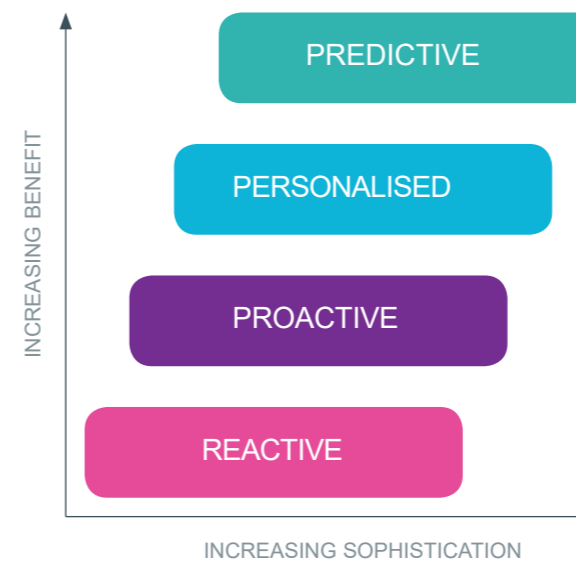 PREDICTIVE
PERSONALISED
PROACTIVE
REACTIVE
INCREASING BENEFIT
INCREASING SOPHISTICATION